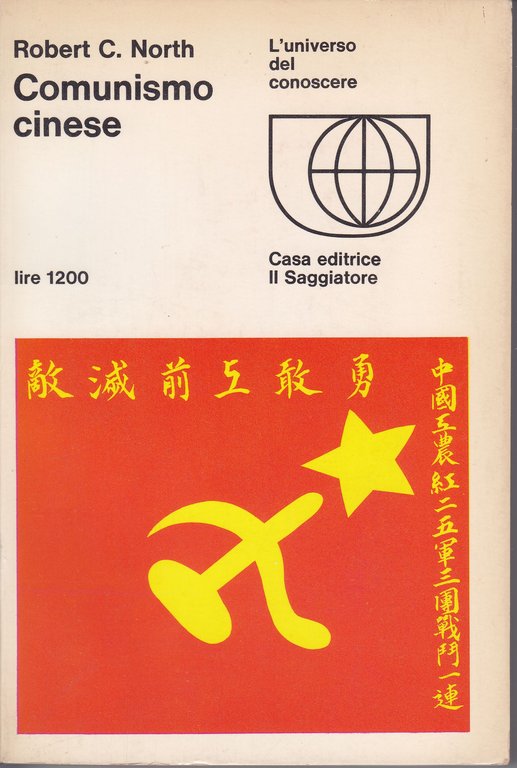 Robert C. North
Comunismo
cinese
lire 1200
L'universo
del
conoscere
Casa editrice
Il Saggiatore
勇敢上前滅敵
中國工農紅二五軍三團戰鬥一連